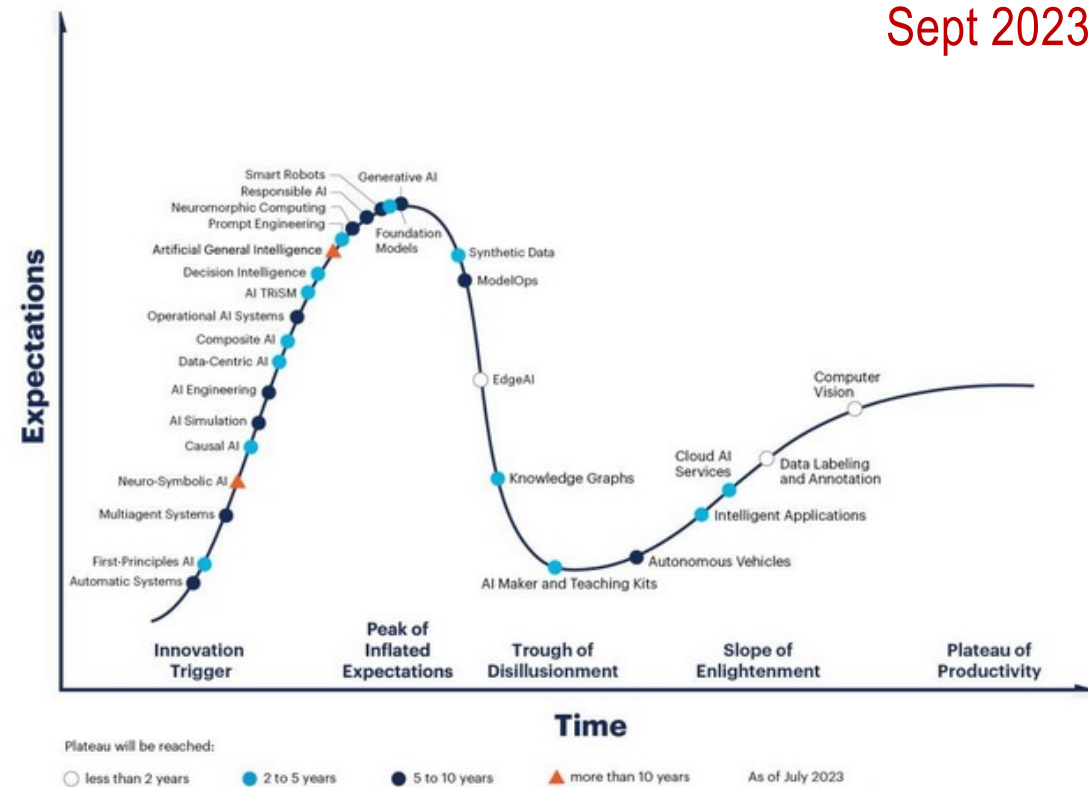 Sept 2023
Expectations
Smart Robots
Responsible AI
Neuromorphic Computing
Prompt Engineering
Artificial General Intelligence
Decision Intelligence
AI TRiSM
Operational AI Systems
Composite AI
Data-Centric AI
AI Engineering
AI Simulation
Causal AI
Neuro-Symbolic AI
Multiagent Systems
First-Principles AI
Automatic Systems
Generative AI
Foundation
Models
Synthetic Data
ModelOps
EdgeAI
Knowledge Graphs
AI Maker and Teaching Kits
Autonomous Vehicles
Intelligent Applications
Cloud AI
Services
Data Labeling
and Annotation
Computer
Vision
Innovation
Trigger
Peak of
Inflated
Expectations
Trough of
Disillusionment
Slope of
Enlightenment
Plateau of
Productivity
Time
Plateau will be reached:
less than 2 years
2 to 5 years
5 to 10 years
more than 10 years
As of July 2023